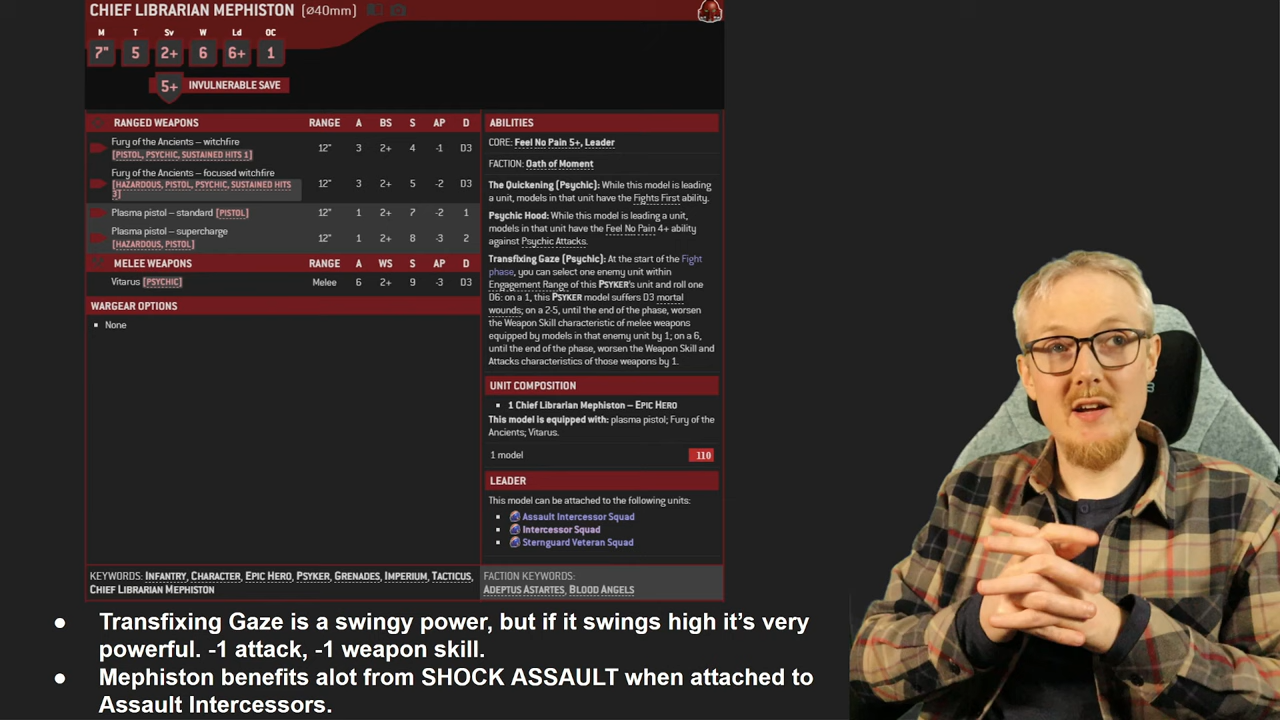 CHIEF LIBRARIAN MEPHISTON (⌀40mm)
M T Sv W Ld OC
7" 5 2+ 6 6+ 1
5+ INVULNERABLE SAVE
RANGED WEAPONS RANGE A BS S AP D
Fury of the Ancients – witchfire
[PISTOL, PSYCHIC, SUSTAINED HITS 1]
12" 3 2+ 4 -1 D3
Fury of the Ancients – focused witchfire
[HAZARDOUS, PISTOL, PSYCHIC, SUSTAINED HITS
3]
12" 3 2+ 5 -2 D3
Plasma pistol – standard [PISTOL] 12" 1 2+ 7 -2 1
Plasma pistol – supercharge
[HAZARDOUS, PISTOL]
12" 1 2+ 8 -3 2
MELEE WEAPONS RANGE A WS S AP D
Vitarus [PSYCHIC] Melee 6 2+ 9 -3 D3
WARGEAR OPTIONS
None
ABILITIES
CORE: Feel No Pain 5+, Leader
FACTION: Oath of Moment
The Quickening (Psychic): While this model is leading
a unit, models in that unit have the Fights First ability.
Psychic Hood: While this model is leading a unit,
models in that unit have the Feel No Pain 4+ ability
against Psychic Attacks.
Transfixing Gaze (Psychic): At the start of the Fight
phase, you can select one enemy unit within
Engagement Range of this PSYKER's unit and roll one
D6: on a 1, this PSYKER model suffers D3 mortal
wounds; on a 2-5, until the end of the phase, worsen
the Weapon Skill characteristic of melee weapons
equipped by models in that enemy unit by 1; on a 6,
until the end of the phase, worsen the Weapon Skill and
Attacks characteristics of those weapons by 1.
UNIT COMPOSITION
1 Chief Librarian Mephiston – EPIC HERO
This model is equipped with: plasma pistol; Fury of the
Ancients; Vitarus.
1 model 110
LEADER
This model can be attached to the following units:
Assault Intercessor Squad
Intercessor Squad
Sternguard Veteran Squad
KEYWORDS: INFANTRY, CHARACTER, EPIC HERO, PSYKER, GRENADES, IMPERIUM, TACTICUS,
CHIEF LIBRARIAN MEPHISTON
FACTION KEYWORDS:
ADEPTUS ASTARTES, BLOOD ANGELS
● Transfixing Gaze is a swingy power, but if it swings high it's very
powerful. -1 attack, -1 weapon skill.
● Mephiston benefits alot from SHOCK ASSAULT when attached to
Assault Intercessors.